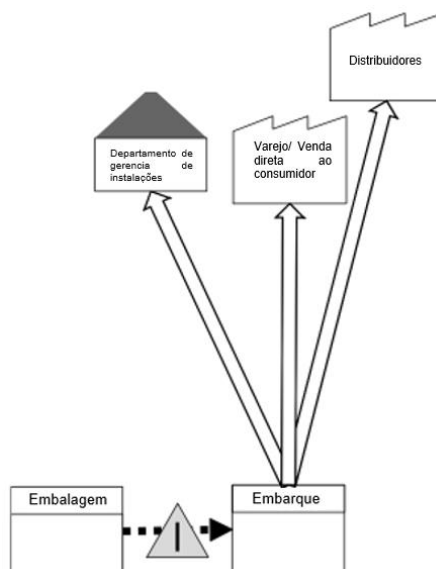 Distribuidores
Departamento de
gerencia de
instalações
Varejo/ Venda
direta ao
consumidor
Embalagem
Embarque
I